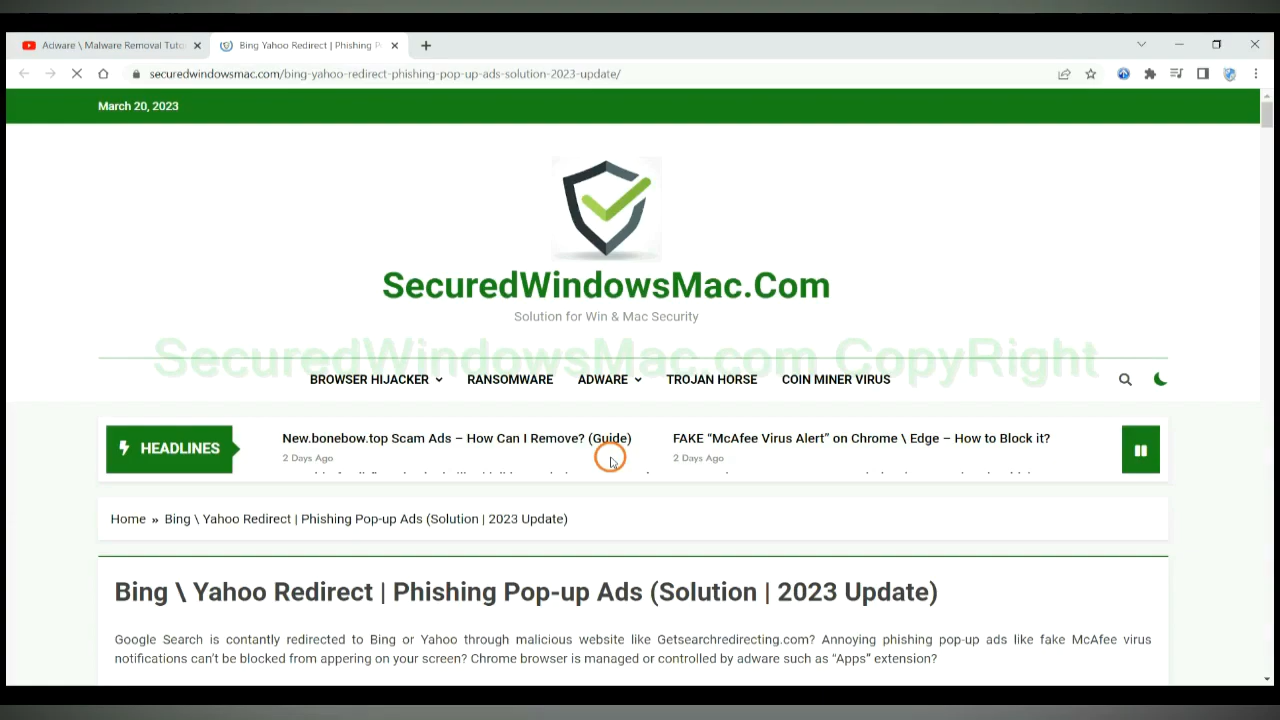 Adware \ Malware Removal Tuto
Bing Yahoo Redirect | Phishing P
securedwindowsmac.com/bing-yahoo-redirect-phishing-pop-up-ads-solution-2023-update/
March 20, 2023
SecuredWindowsMac.Com
Solution for Win & Mac Security
SecuredWindowsMac.com CopyRight
BROWSER HIJACKER RANSOMWARE ADWARE TROJAN HORSE COIN MINER VIRUS
HEADLINES
New.bonebow.top Scam Ads – How Can I Remove? (Guide)
2 Days Ago
FAKE “McAfee Virus Alert” on Chrome \ Edge – How to Block it?
2 Days Ago
Home » Bing \ Yahoo Redirect | Phishing Pop-up Ads (Solution | 2023 Update)
Bing \ Yahoo Redirect | Phishing Pop-up Ads (Solution | 2023 Update)
Google Search is contantly redirected to Bing or Yahoo through malicious website like Getsearchredirecting.com? Annoying phishing pop-up ads like fake McAfee virus
notifications can’t be blocked from appering on your screen? Chrome browser is managed or controlled by adware such as “Apps” extension?